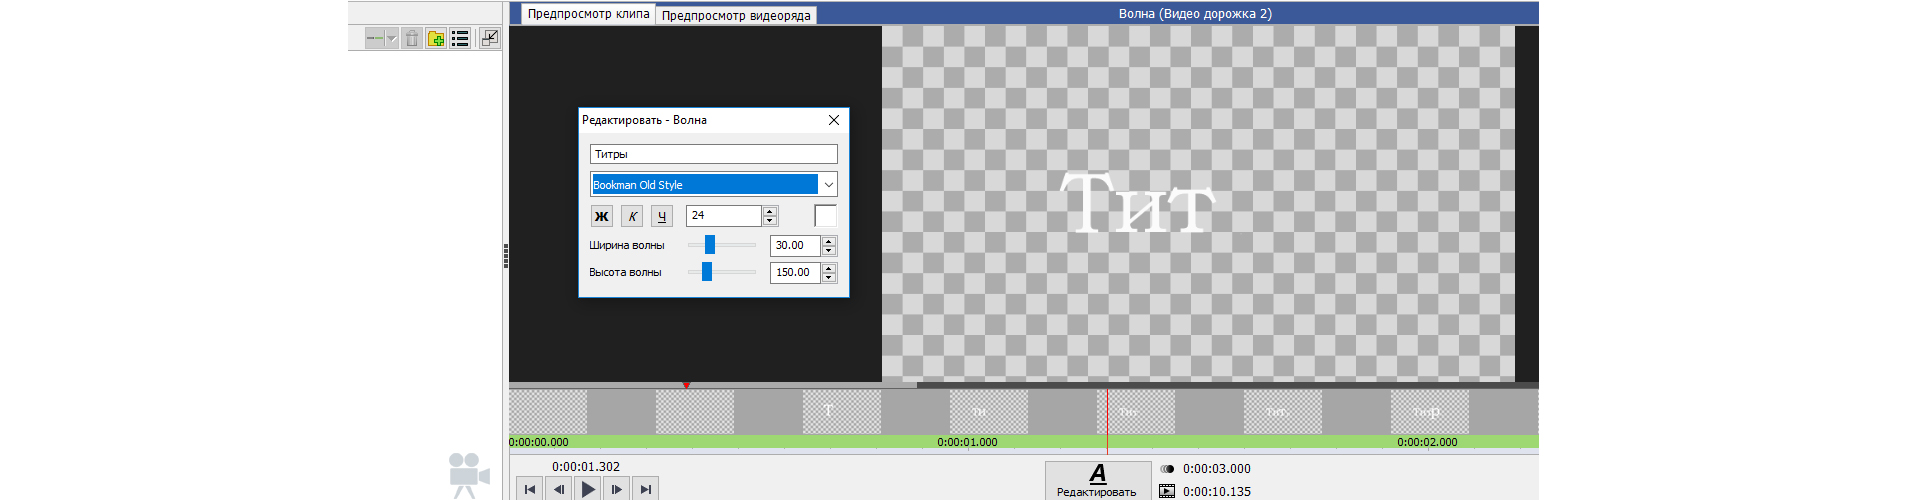 Предпросмотр клипа
Предпросмотр видеоряда
Волна (Видео дорожка 2)
Редактировать - Волна
Титры
Bookman Old Style
Ж К Ч 24
Ширина волны 30.00
Высота волны 150.00
Тит
Т
Ти
Тит
Тит
Титр
0:00:00.000
0:00:01.000
0:00:02.000
0:00:01.302
A
Редактировать
0:00:03.000
0:00:10.135